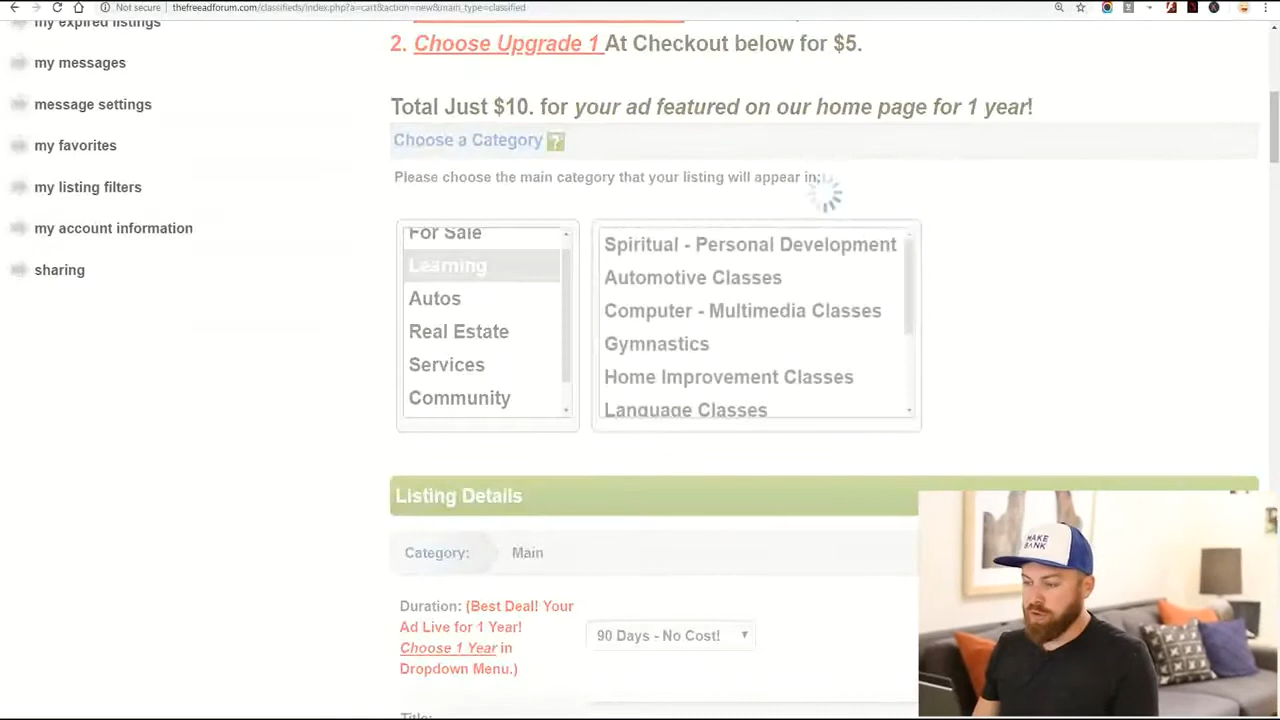 Not secure | thefreeadforum.com/classifieds/index.php?a=cart&action=new&main_type=classified
my expired listings
my messages
message settings
my favorites
my listing filters
my account information
sharing
2. Choose Upgrade 1 At Checkout below for $5.
Total Just $10. for your ad featured on our home page for 1 year!
Choose a Category ?
Please choose the main category that your listing will appear in:
For Sale
Learning
Autos
Real Estate
Services
Community
Spiritual - Personal Development
Automotive Classes
Computer - Multimedia Classes
Gymnastics
Home Improvement Classes
Language Classes
Listing Details
Category:
Main
Duration: (Best Deal! Your
Ad Live for 1 Year!
Choose 1 Year in
Dropdown Menu.)
90 Days - No Cost!
Title:
MAKE
BANK